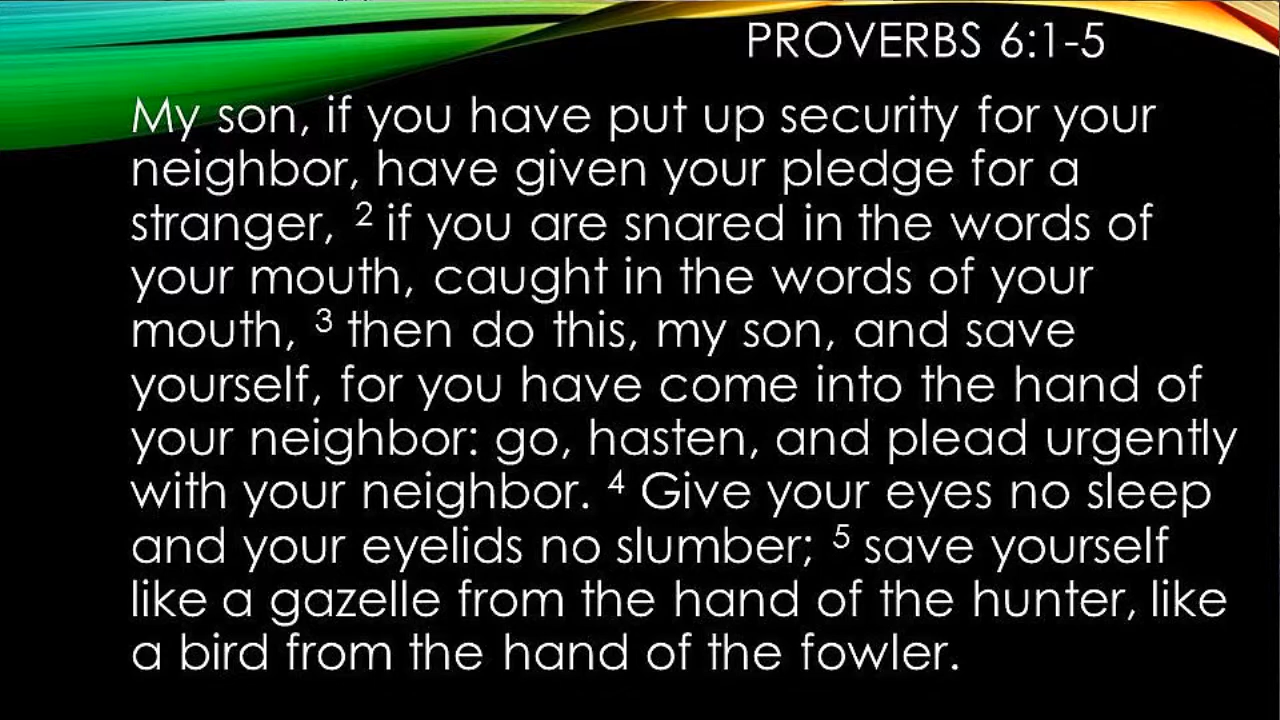 PROVERBS 6:1-5
My son, if you have put up security for your
neighbor, have given your pledge for a
stranger, ² if you are snared in the words of
your mouth, caught in the words of your
mouth, ³ then do this, my son, and save
yourself, for you have come into the hand of
your neighbor: go, hasten, and plead urgently
with your neighbor. ⁴ Give your eyes no sleep
and your eyelids no slumber; ⁵ save yourself
like a gazelle from the hand of the hunter, like
a bird from the hand of the fowler.